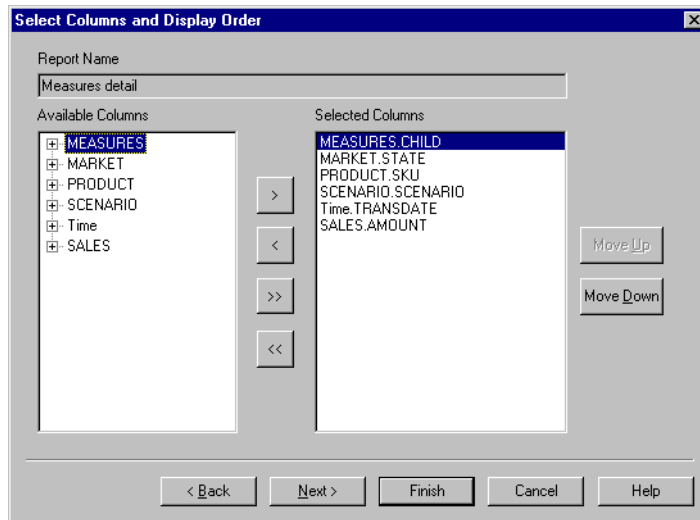 Select Columns and Display Order
Report Name
Measures detail
Available Columns
MEASURES
MARKET
PRODUCT
SCENARIO
Time
SALES
>
<
>>
<<
Selected Columns
MEASURES.CHILD
MARKET.STATE
PRODUCT.SKU
SCENARIO.SCENARIO
Time.TRANSDATE
SALES.AMOUNT
Move Up
Move Down
< Back
Next >
Finish
Cancel
Help